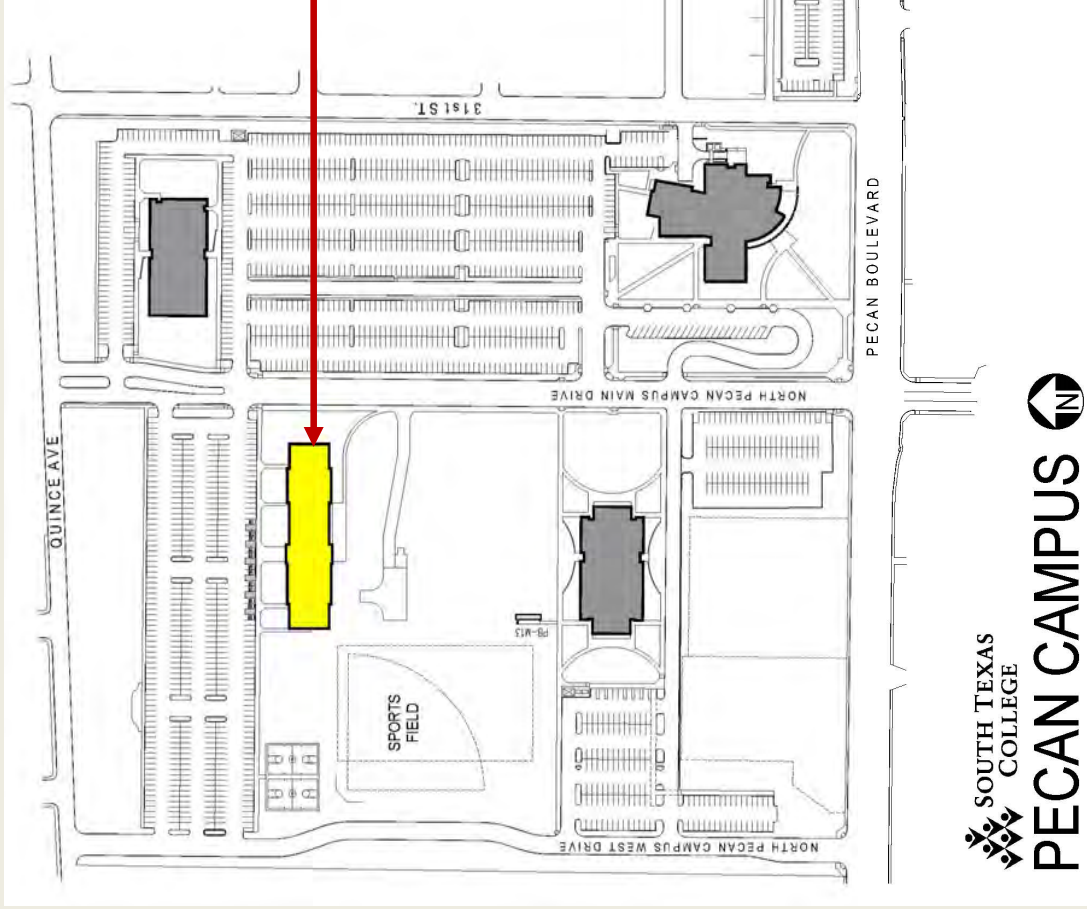 31st ST.
PECAN BOULEVARD
NORTH PECAN CAMPUS MAIN DRIVE
QUINCE AVE
PB-M13
SPORTS
FIELD
NORTH PECAN CAMPUS WEST DRIVE
N
SOUTH TEXAS
COLLEGE
PECAN CAMPUS